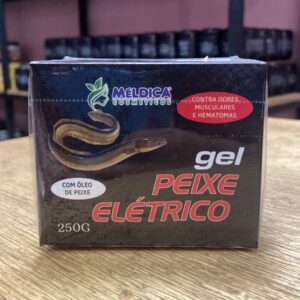 MELDICA
COSMÉTICOS
CONTRA DORES,
MUSCULARES
E HEMATOMAS
gel
PEIXE
ELÉTRICO
COM ÓLEO
DE PEIXE
250G